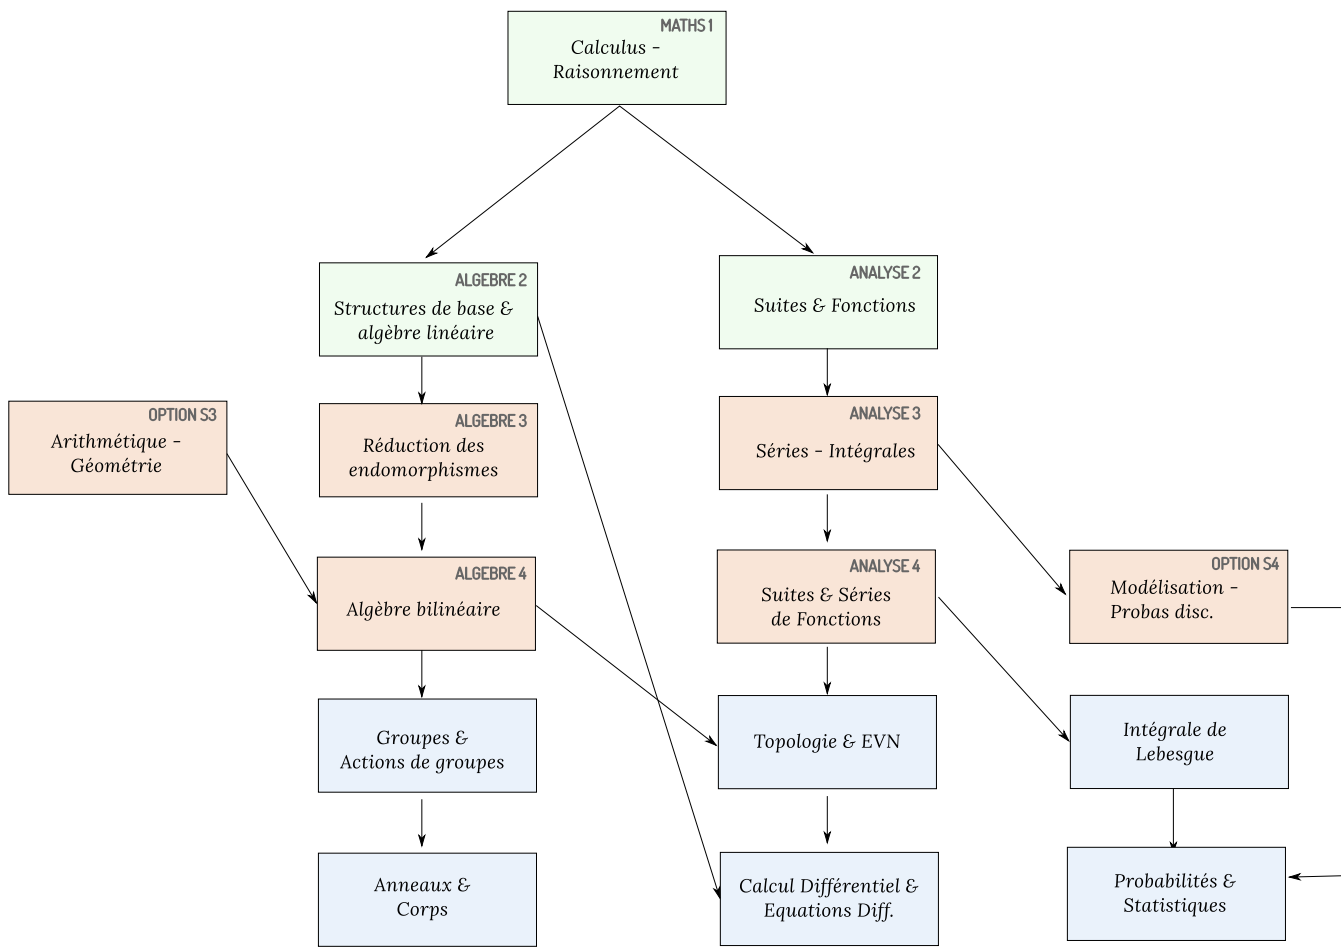 MATHS 1
Calculus -
Raisonnement
ALGEBRE 2
Structures de base &
algèbre linéaire
ANALYSE 2
Suites & Fonctions
OPTION S3
Arithmétique -
Géométrie
ALGEBRE 3
Réduction des
endomorphismes
ANALYSE 3
Séries - Intégrales
ALGEBRE 4
Algèbre bilinéaire
ANALYSE 4
Suites & Séries
de Fonctions
OPTION S4
Modélisation -
Probas disc.
Groupes &
Actions de groupes
Topologie & EVN
Intégrale de
Lebesgue
Anneaux &
Corps
Calcul Différentiel &
Equations Diff.
Probabilités &
Statistiques